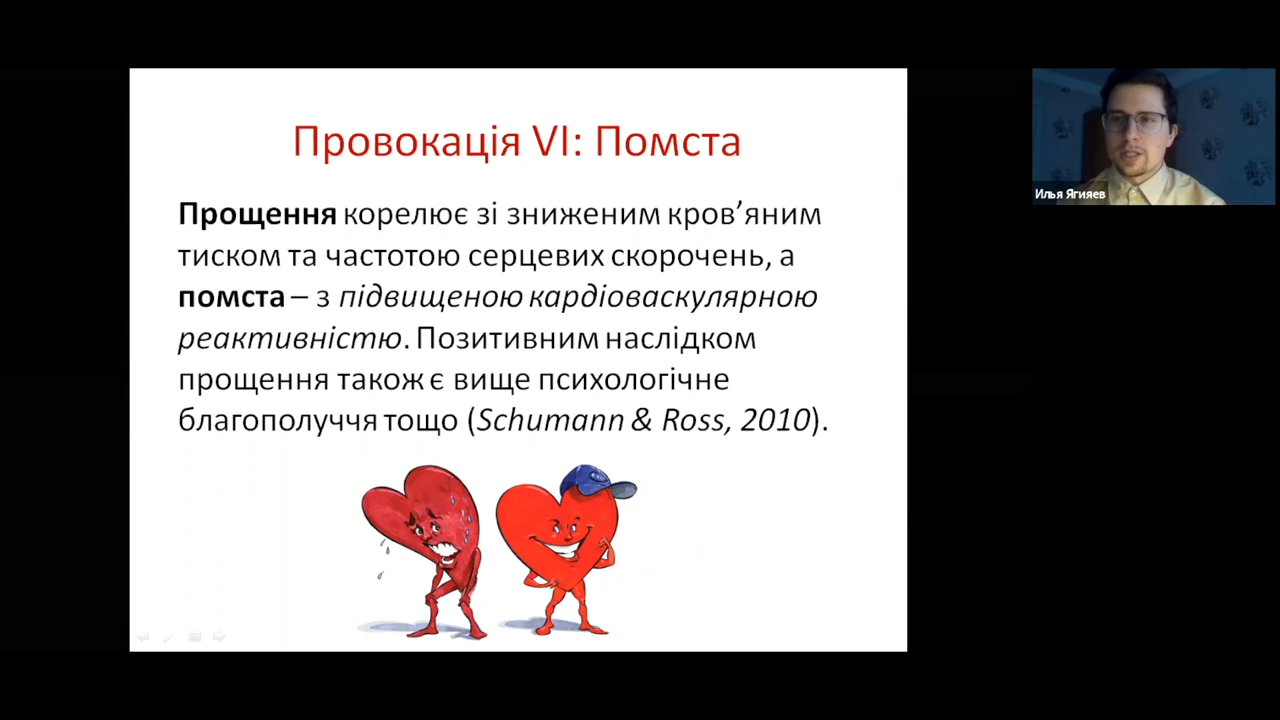 Провокація VI: Помста
Прощення корелює зі зниженим кров’яним
тиском та частотою серцевих скорочень, а
помста – з підвищеною кардіоваскулярною
реактивністю. Позитивним наслідком
прощення також є вище психологічне
благополуччя тощо (Schumann & Ross, 2010).
Илья Ягияев